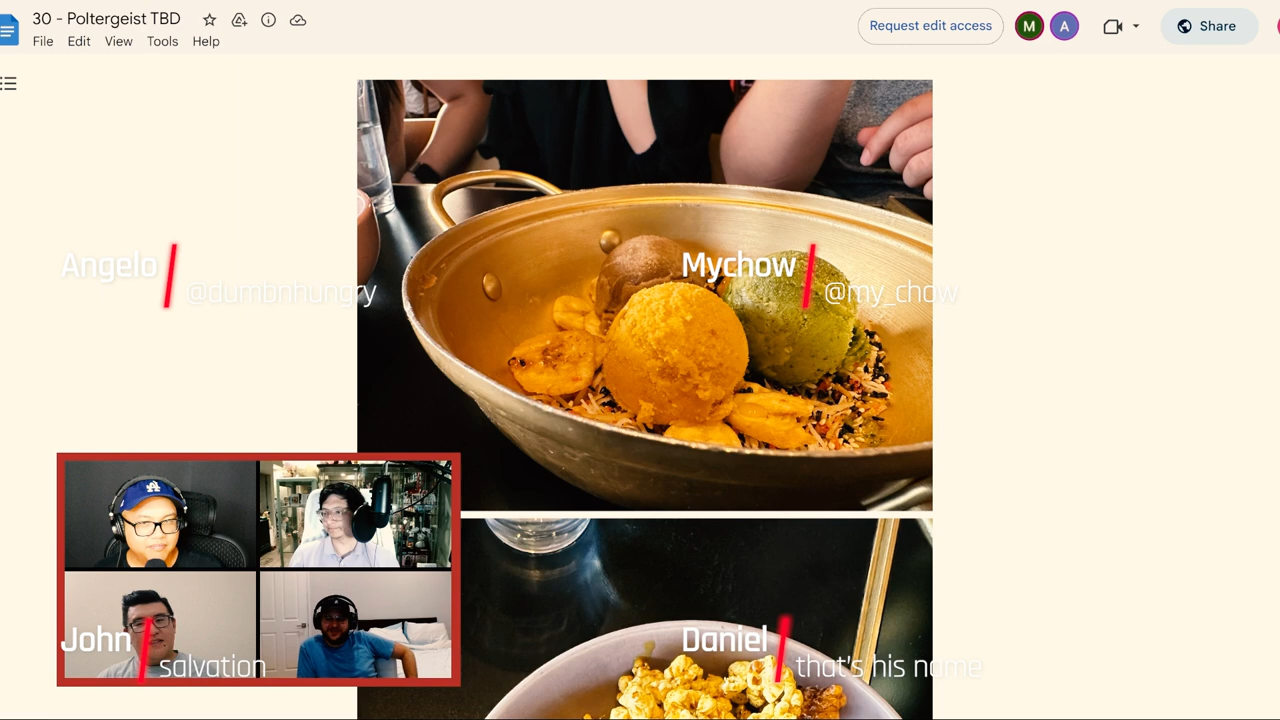 30 - Poltergeist TBD
File Edit View Tools Help
Request edit access
M
A
Share
Angelo
@dumbnhungry
Mychow
@my_chow
LA
John
salvation
Daniel
that's his name